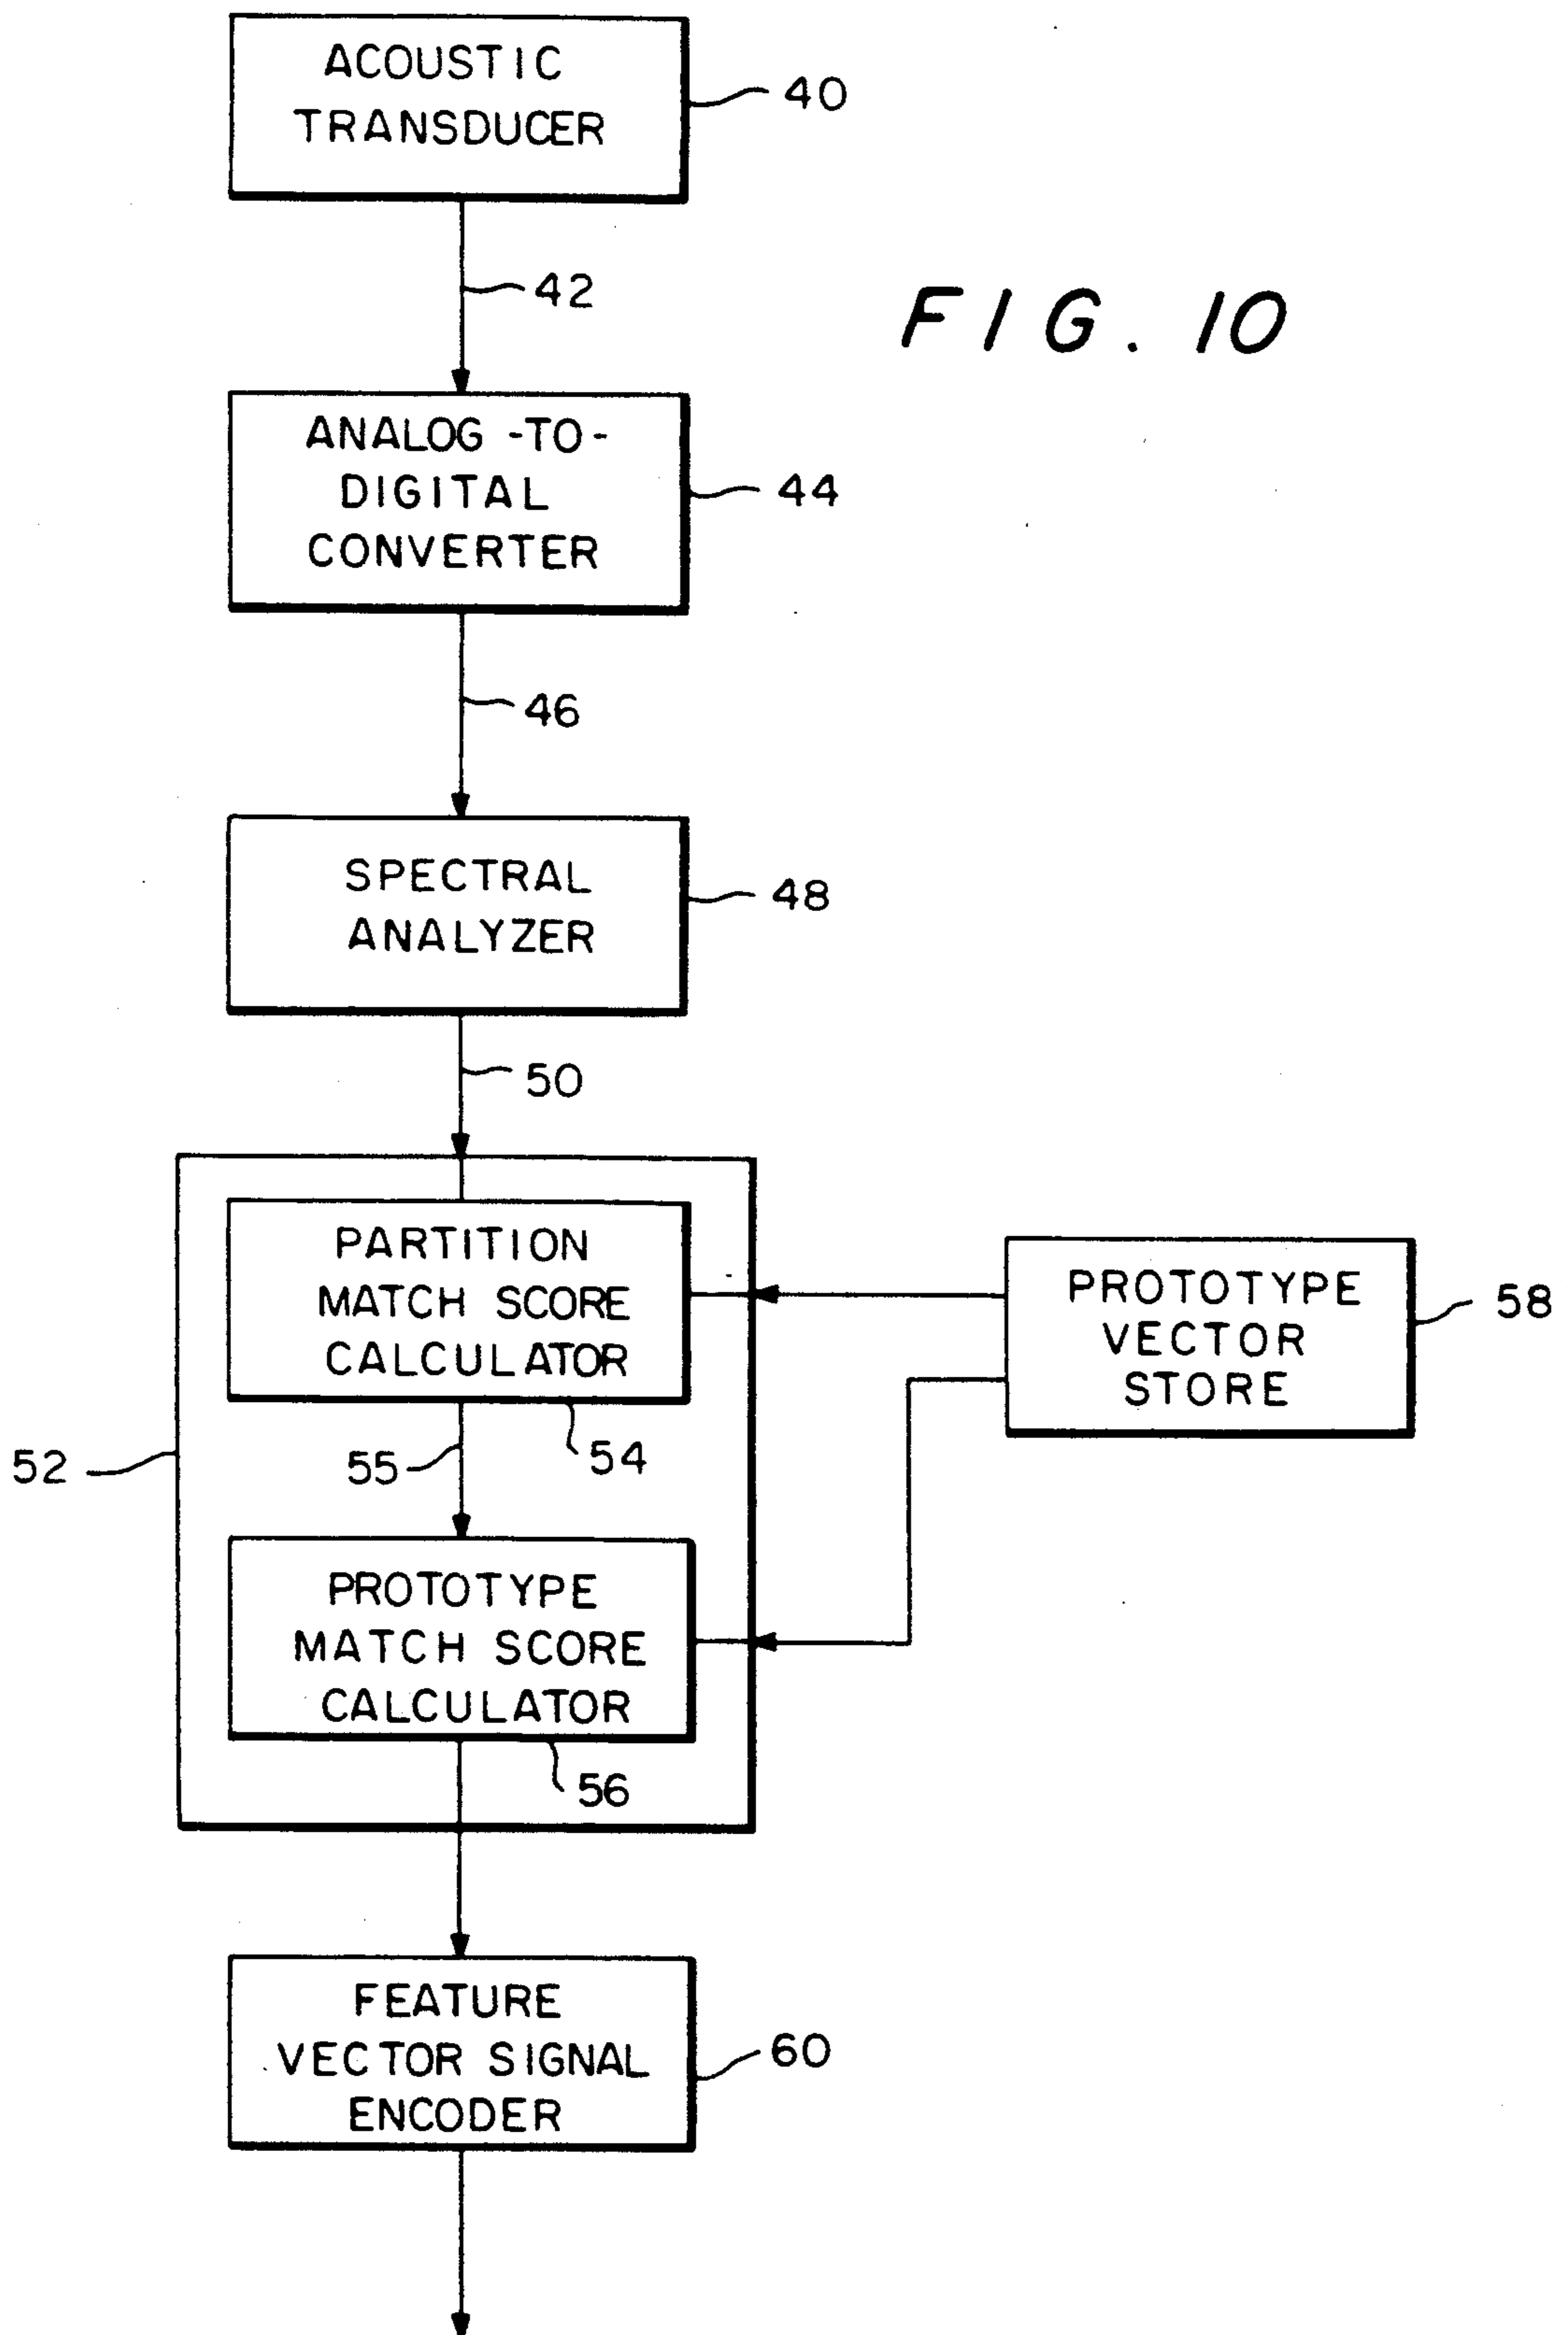 ACOUSTIC
TRANSDUCER
40
42
FIG. 10
ANALOG -TO-
DIGITAL
CONVERTER
44
46
SPECTRAL
ANALYZER
48
50
PARTITION
MATCH SCORE
CALCULATOR
PROTOTYPE
VECTOR
STORE
58
52
55
54
PROTOTYPE
MATCH SCORE
CALCULATOR
56
FEATURE
VECTOR SIGNAL
ENCODER
60